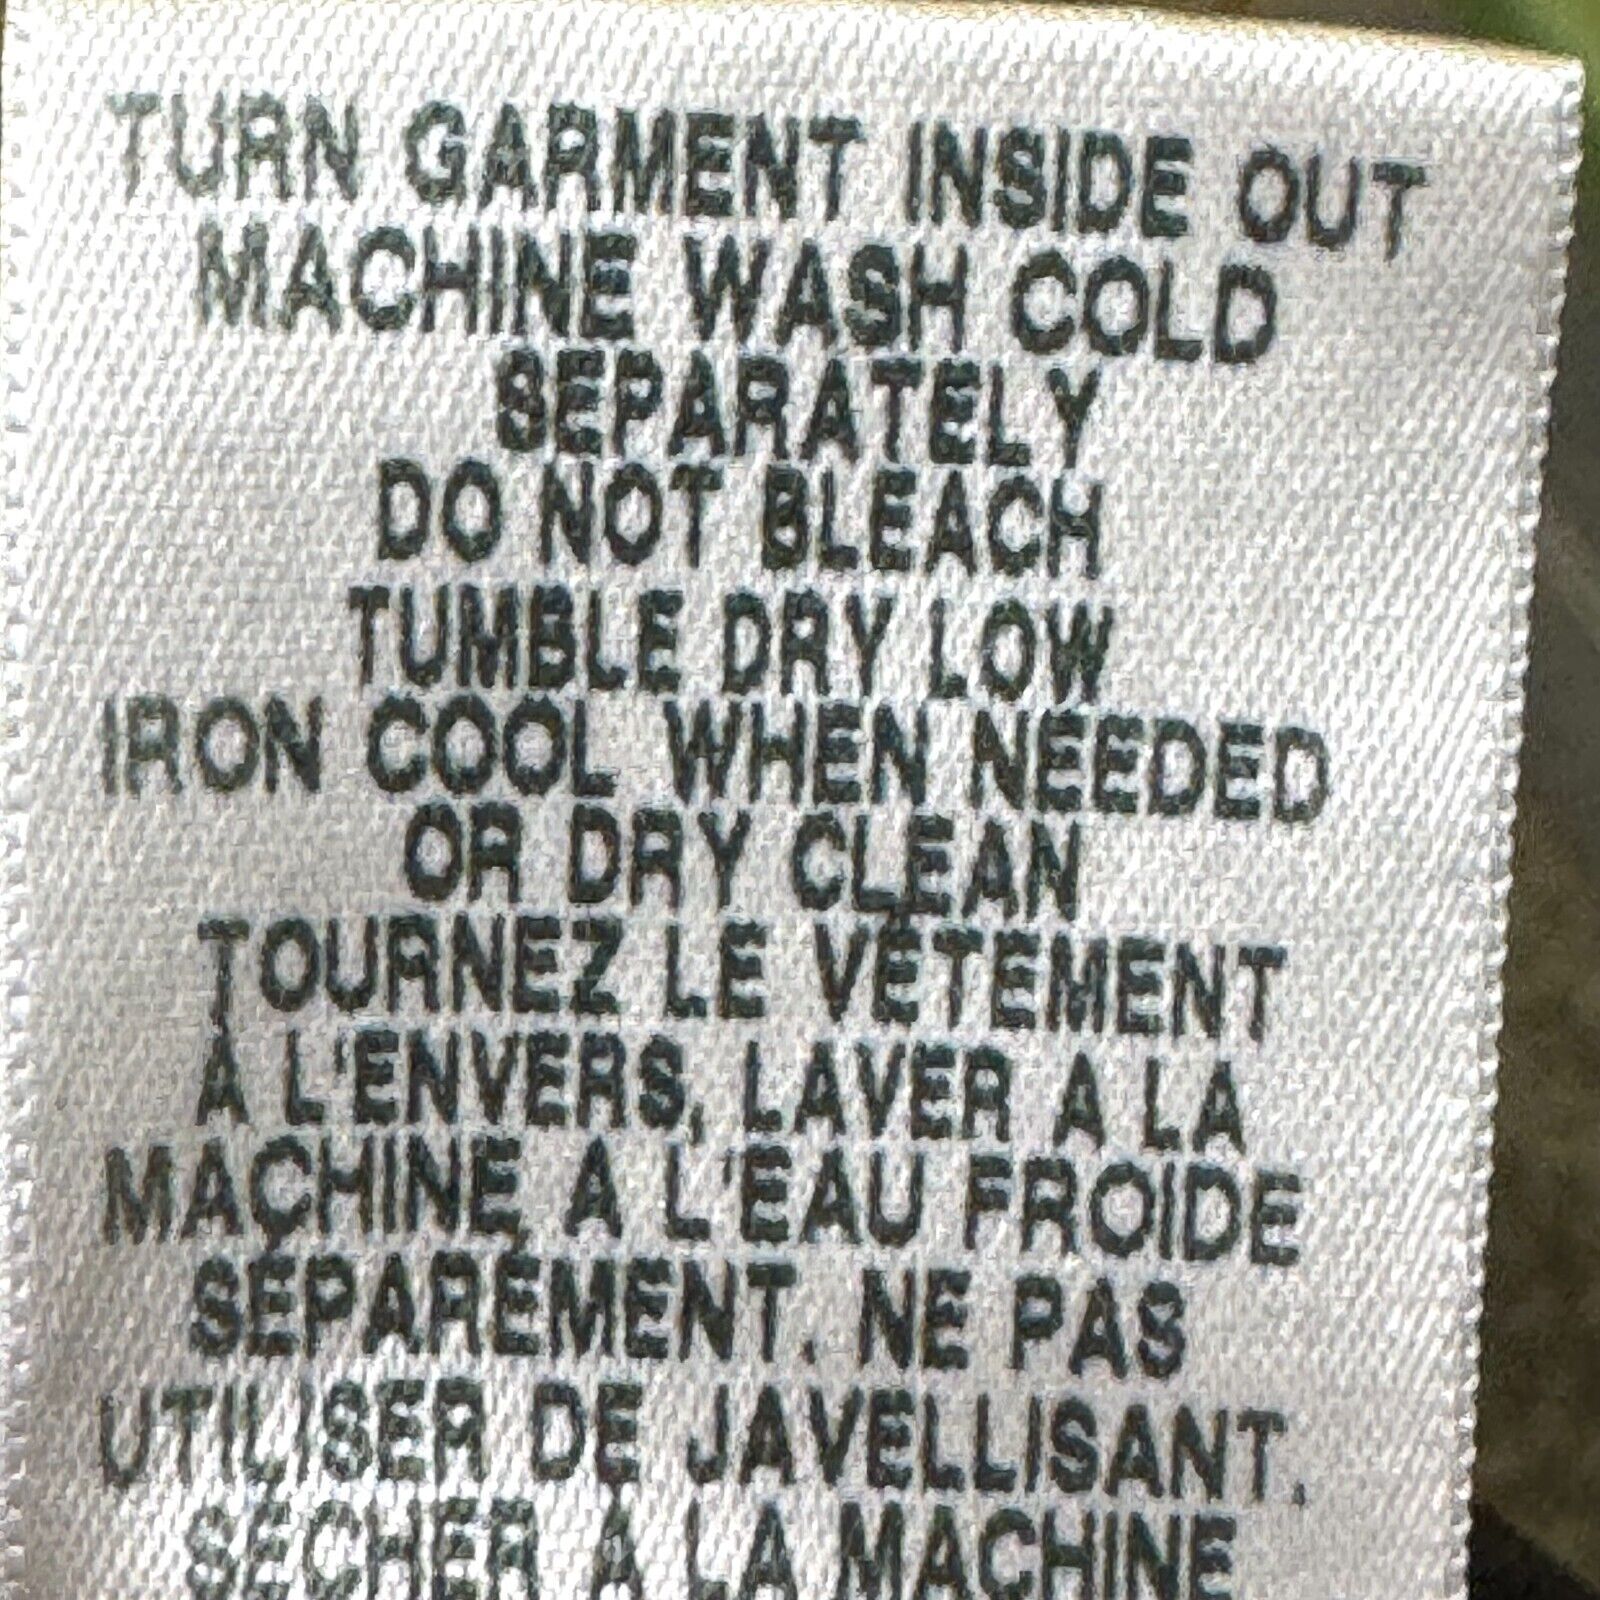 TURN GARMENT INSIDE OUT
MACHINE WASH COLD
SEPARATELY
DO NOT BLEACH
TUMBLE DRY LOW
IRON COOL WHEN NEEDED
OR DRY CLEAN
TOURNEZ LE VÉTEMENT
À L'ENVERS, LAVER A LA
MACHINE A L'EAU FROIDE
SÉPARÉMENT. NE PAS
UTILISER DE JAVELLISANT.
SÉCHER À LA MACHINE